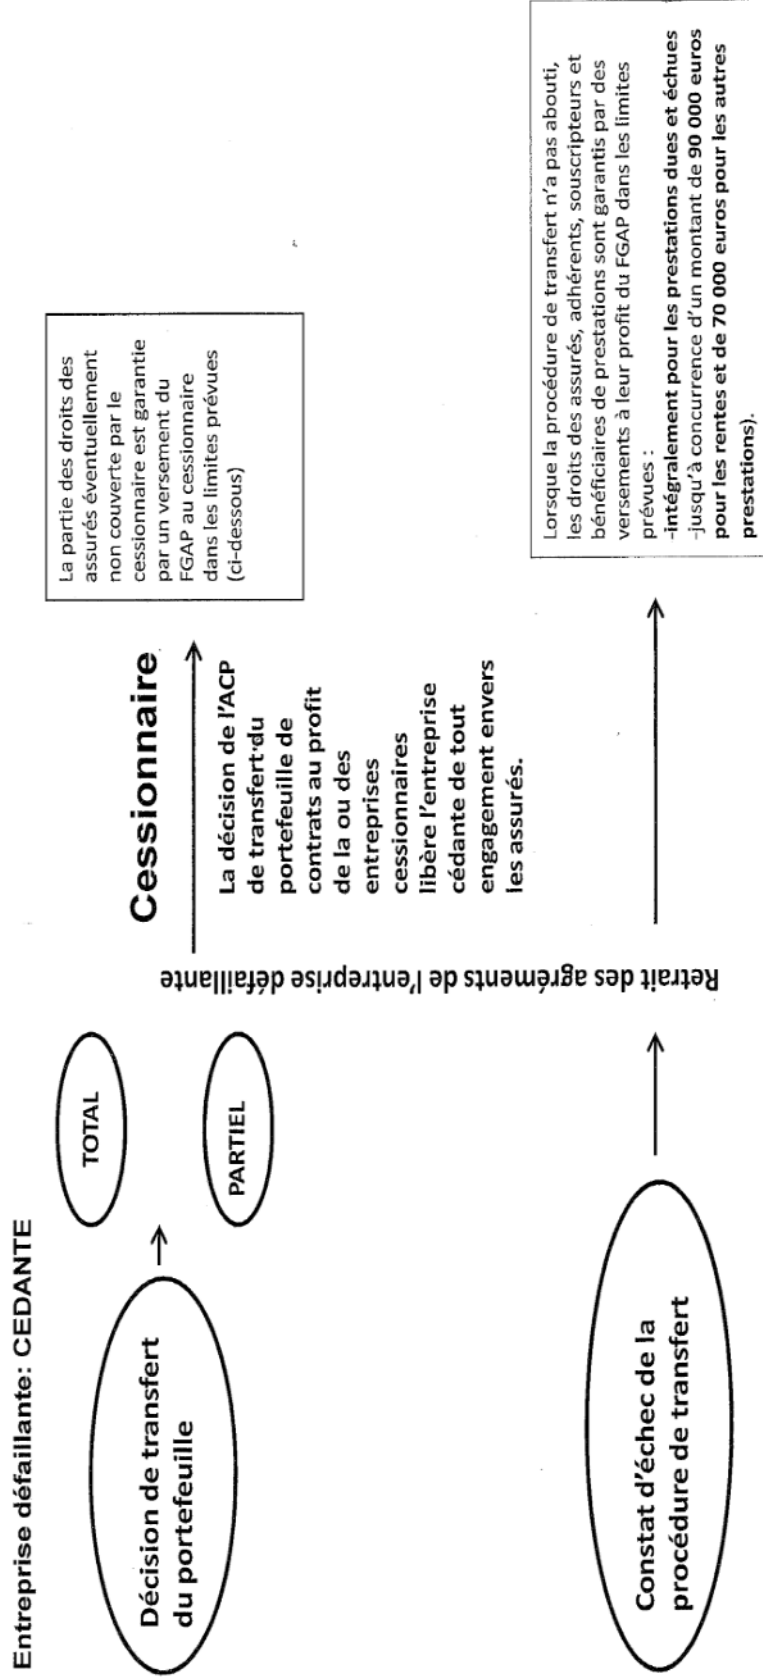 Entreprise défaillante: CEDANTE
Décision de transfert
du portefeuille
TOTAL
PARTIEL
Retrait des agréments de l'entreprise défaillante
Cessionnaire
La décision de l'ACP
de transfert du
portefeuille de
contrats au profit
de la ou des
entreprises
cessionnaires
libère l'entreprise
cédante de tout
engagement envers
les assurés.
La partie des droits des
assurés éventuellement
non couverte par le
cessionnaire est garantie
par un versement du
FGAP au cessionnaire
dans les limites prévues
(ci-dessous)
Constat d'échec de la
procédure de transfert
Lorsque la procédure de transfert n'a pas abouti,
les droits des assurés, adhérents, souscripteurs et
bénéficiaires de prestations sont garantis par des
versements à leur profit du FGAP dans les limites
prévues :
-intégralement pour les prestations dues et échues
-jusqu'à concurrence d'un montant de 90 000 euros
pour les rentes et de 70 000 euros pour les autres
prestations).